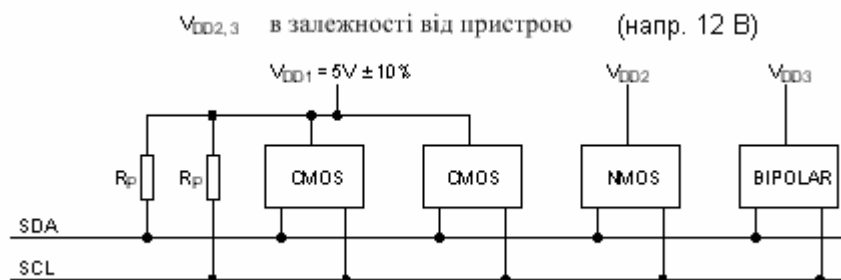 VDD2, 3 в залежності від пристрою (напр. 12 В)
VDD1 = 5V ± 10%
VDD2
VDD3
RP
RP
CMOS
CMOS
NMOS
BIPOLAR
SDA
SCL